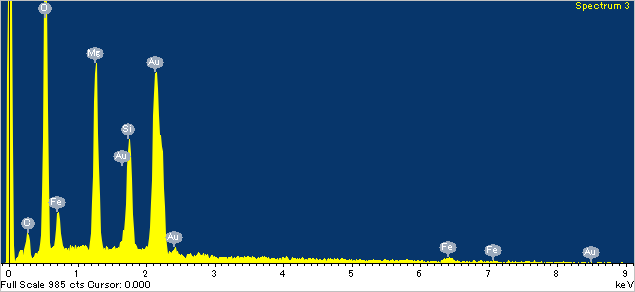 Spectrum 3
O
Mg
Au
Si
Au
Fe
C
Au
Fe
Fe
Au
0 1 2 3 4 5 6 7 8 9
Full Scale 985 cts Cursor: 0.000 keV